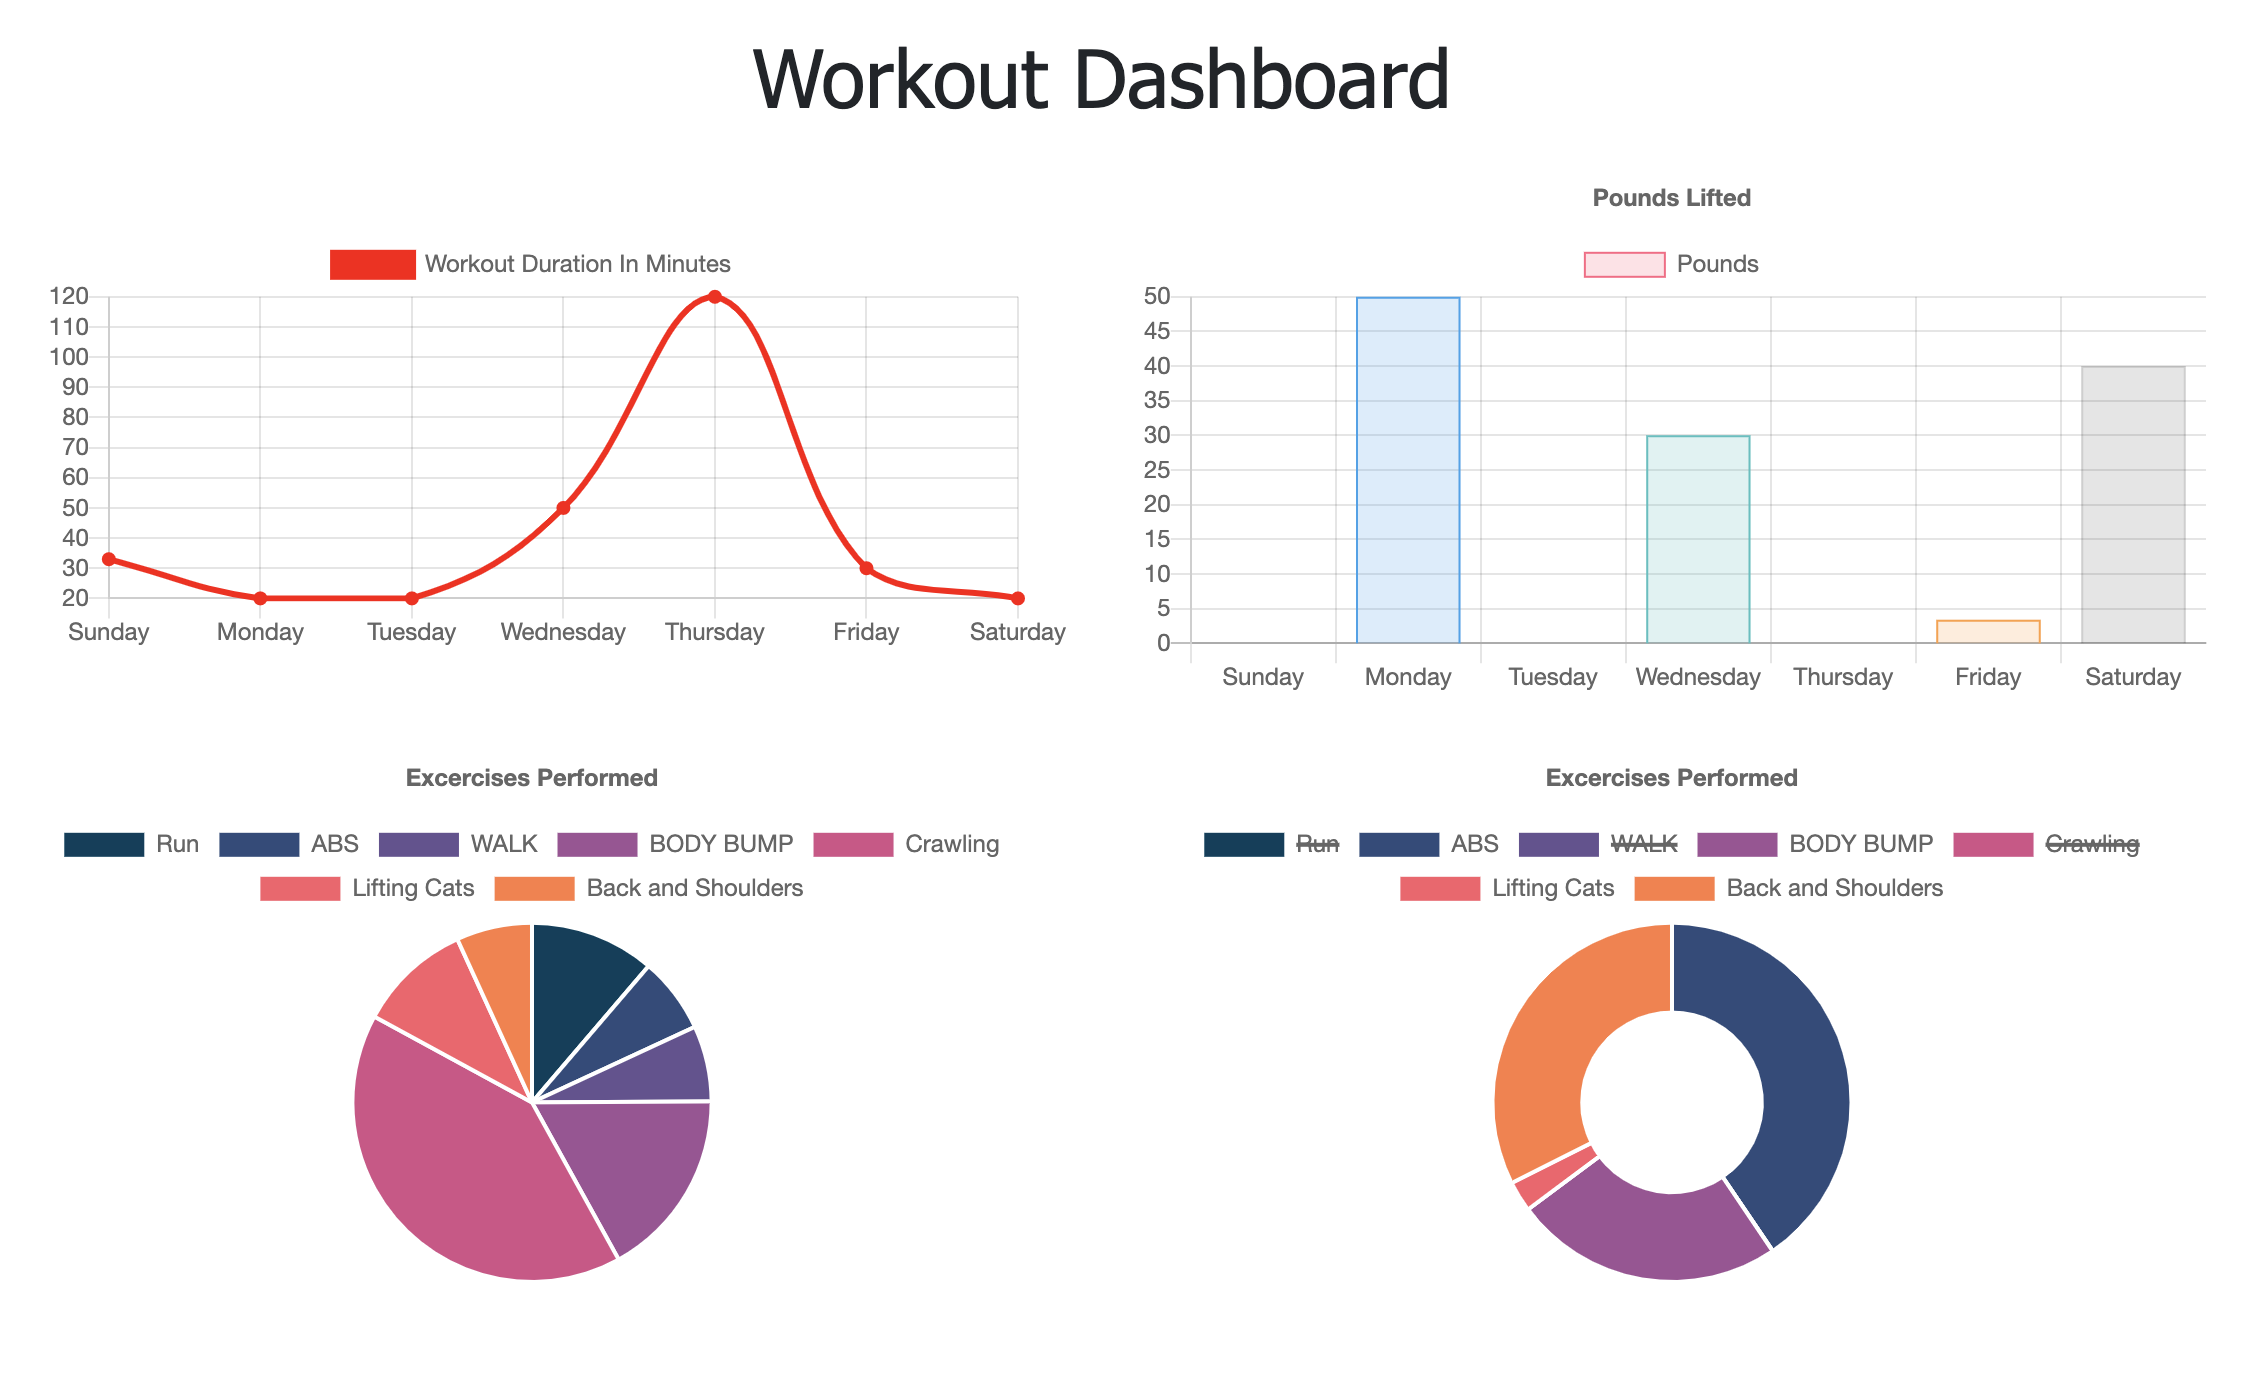 Workout Dashboard
Workout Duration In Minutes
120
110
100
90
80
70
60
50
40
30
20
Sunday Monday Tuesday Wednesday Thursday Friday Saturday
Pounds Lifted
Pounds
50
45
40
35
30
25
20
15
10
5
0
Sunday Monday Tuesday Wednesday Thursday Friday Saturday
Excercises Performed
Run ABS WALK BODY BUMP Crawling
Lifting Cats Back and Shoulders
Excercises Performed
Run ABS WALK BODY BUMP Crawling
Lifting Cats Back and Shoulders